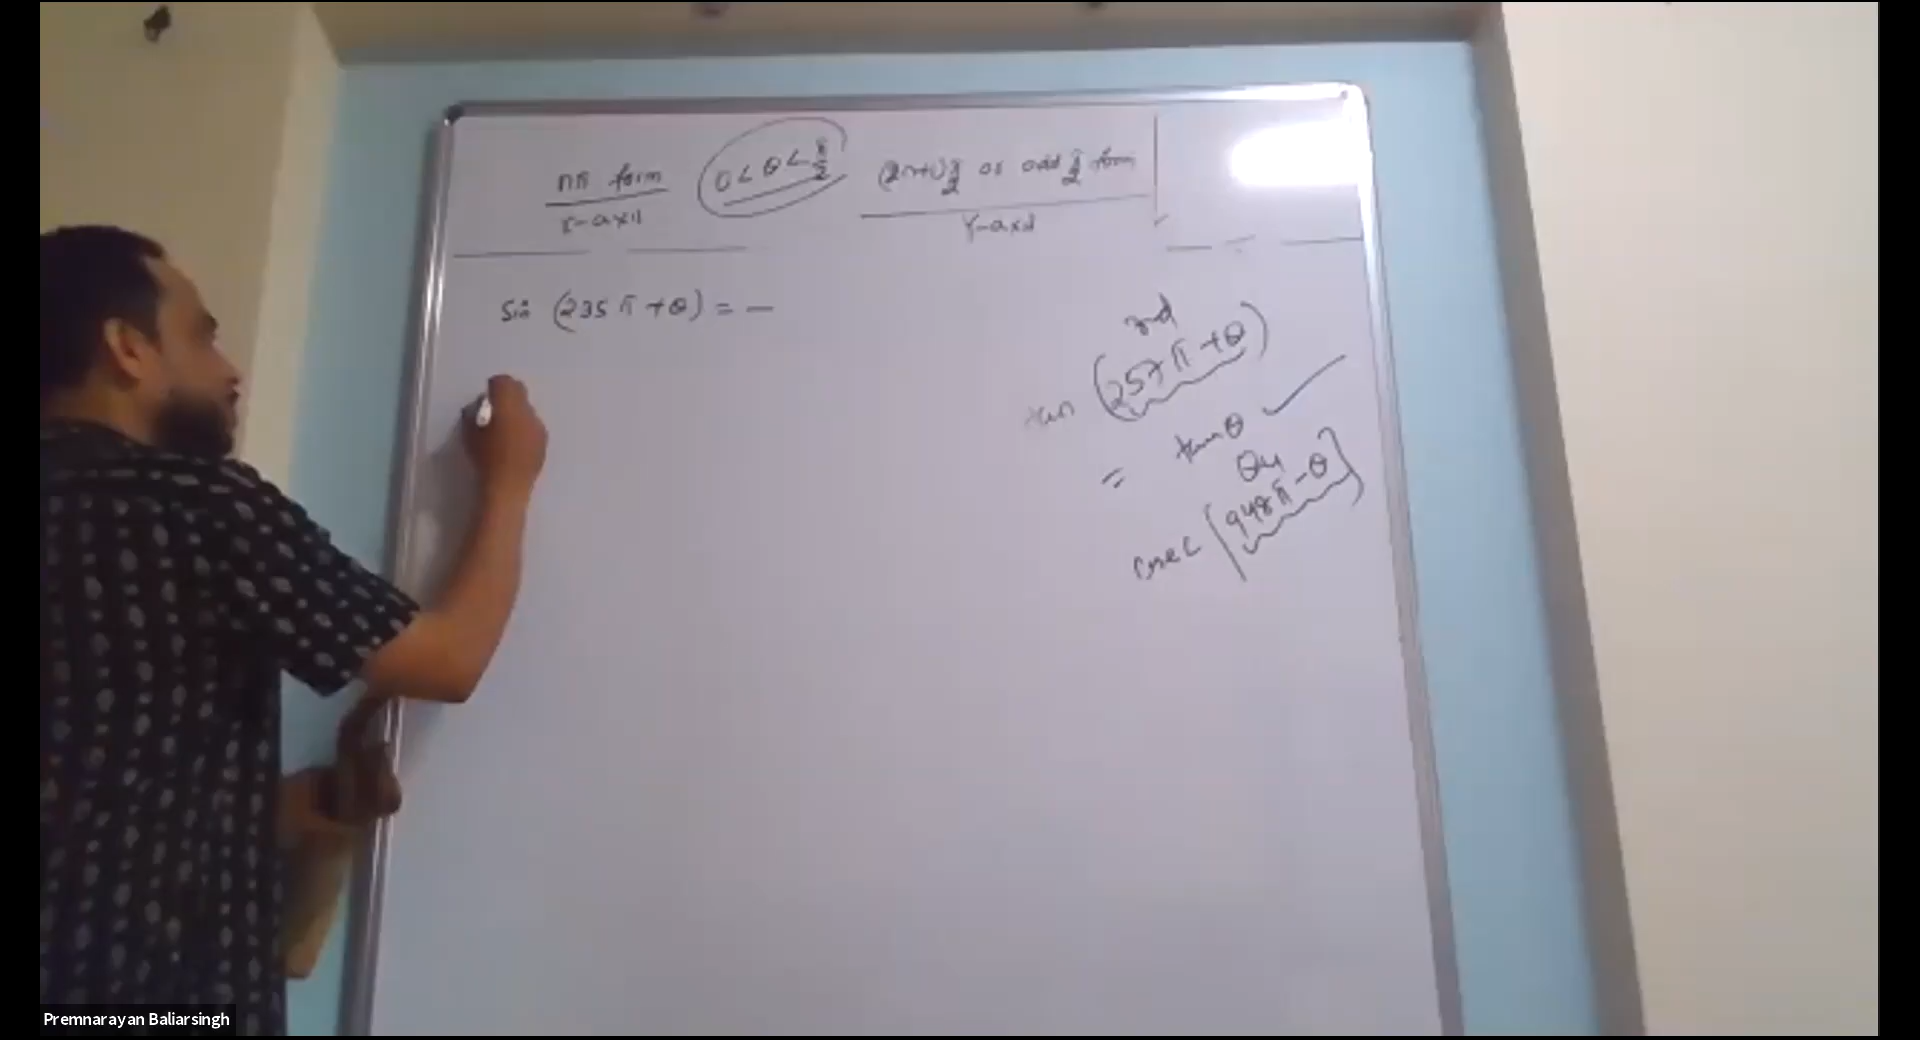 nπ form
x-axis
0 < θ < π/2
(2n+1)π/2 or odd π/2 form
Y-axis
Sin (235π + θ) = —
3rd
tan (257π + θ)
= tanθ
Q4
cosec [948π - θ]
Premnarayan Baliarsingh